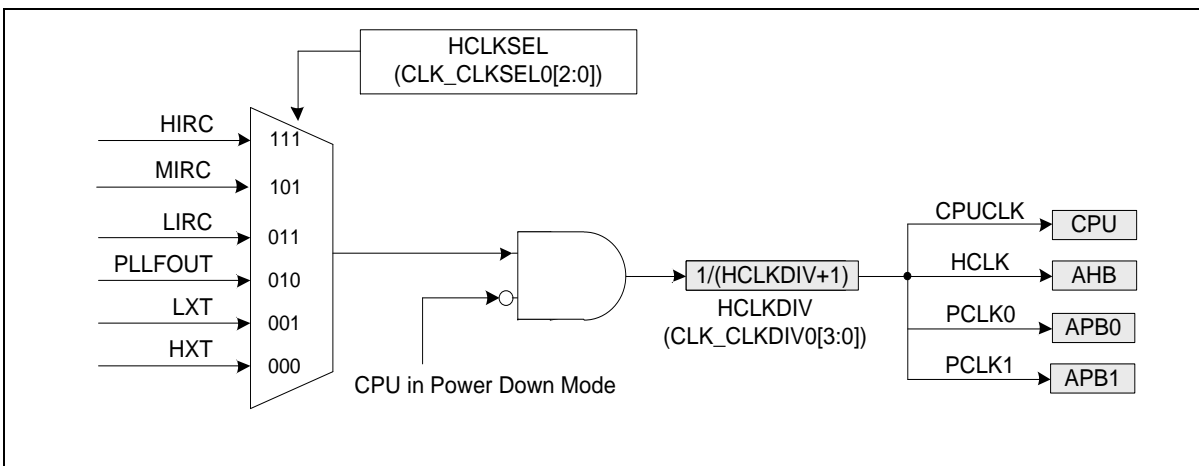 HCLKSEL
(CLK_CLKSEL0[2:0])
HIRC
111
MIRC
101
LIRC
011
PLLFOUT
010
LXT
001
HXT
000
CPU in Power Down Mode
1/(HCLKDIV+1)
HCLKDIV
(CLK_CLKDIV0[3:0])
CPUCLK
CPU
HCLK
AHB
PCLK0
APB0
PCLK1
APB1